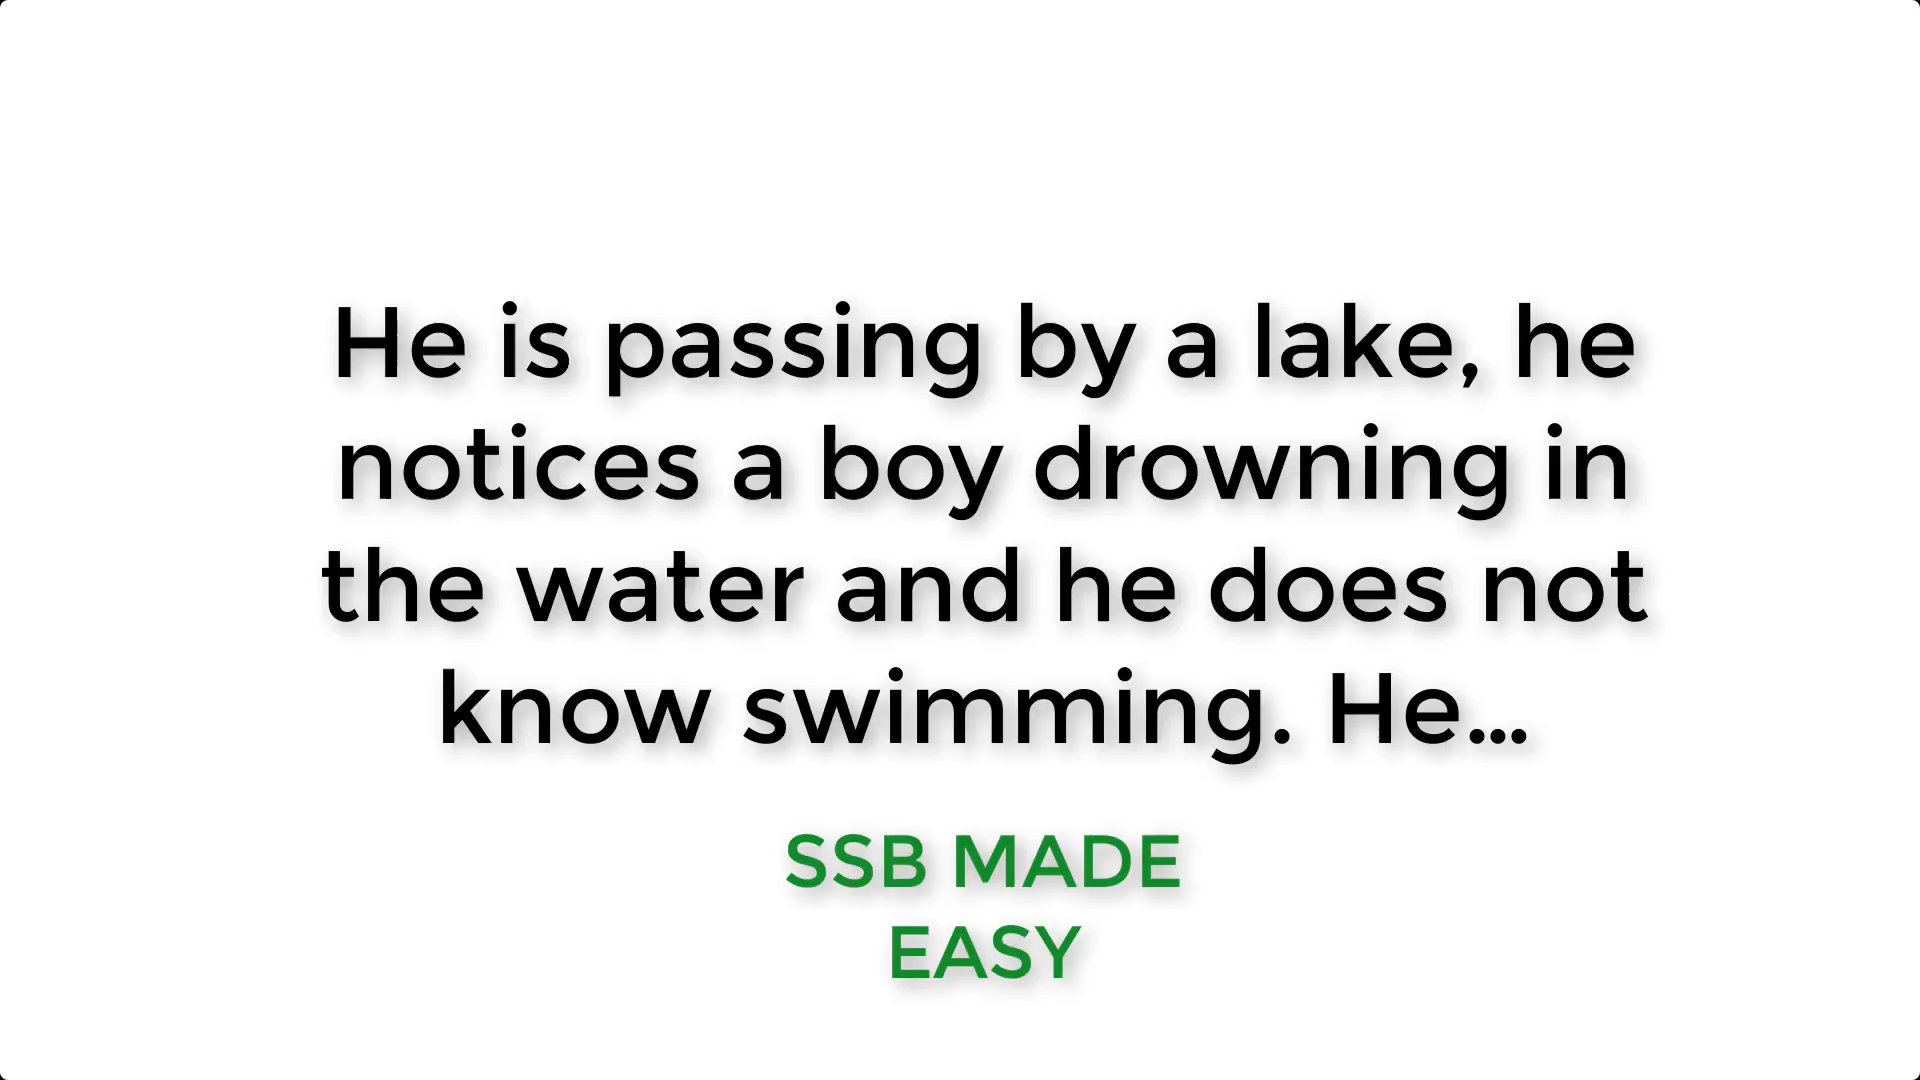 He is passing by a lake, he
notices a boy drowning in
the water and he does not
know swimming. He...
SSB MADE
EASY